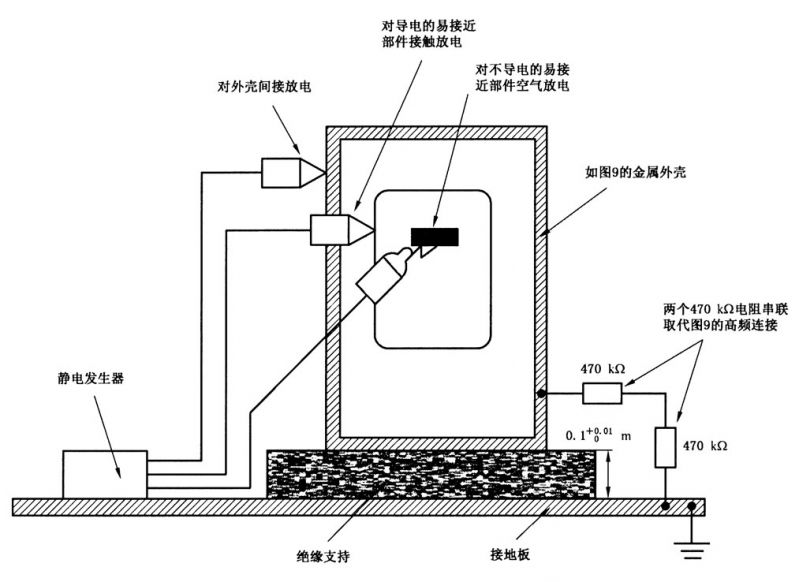 对导电的易接近
部件接触放电
对不导电的易接
近部件空气放电
对外壳间接放电
如图9的金属外壳
两个470 kΩ电阻串联
取代图9的高频连接
470 kΩ
静电发生器
0.1 +0.01 0 m
470 kΩ
绝缘支持
接地板